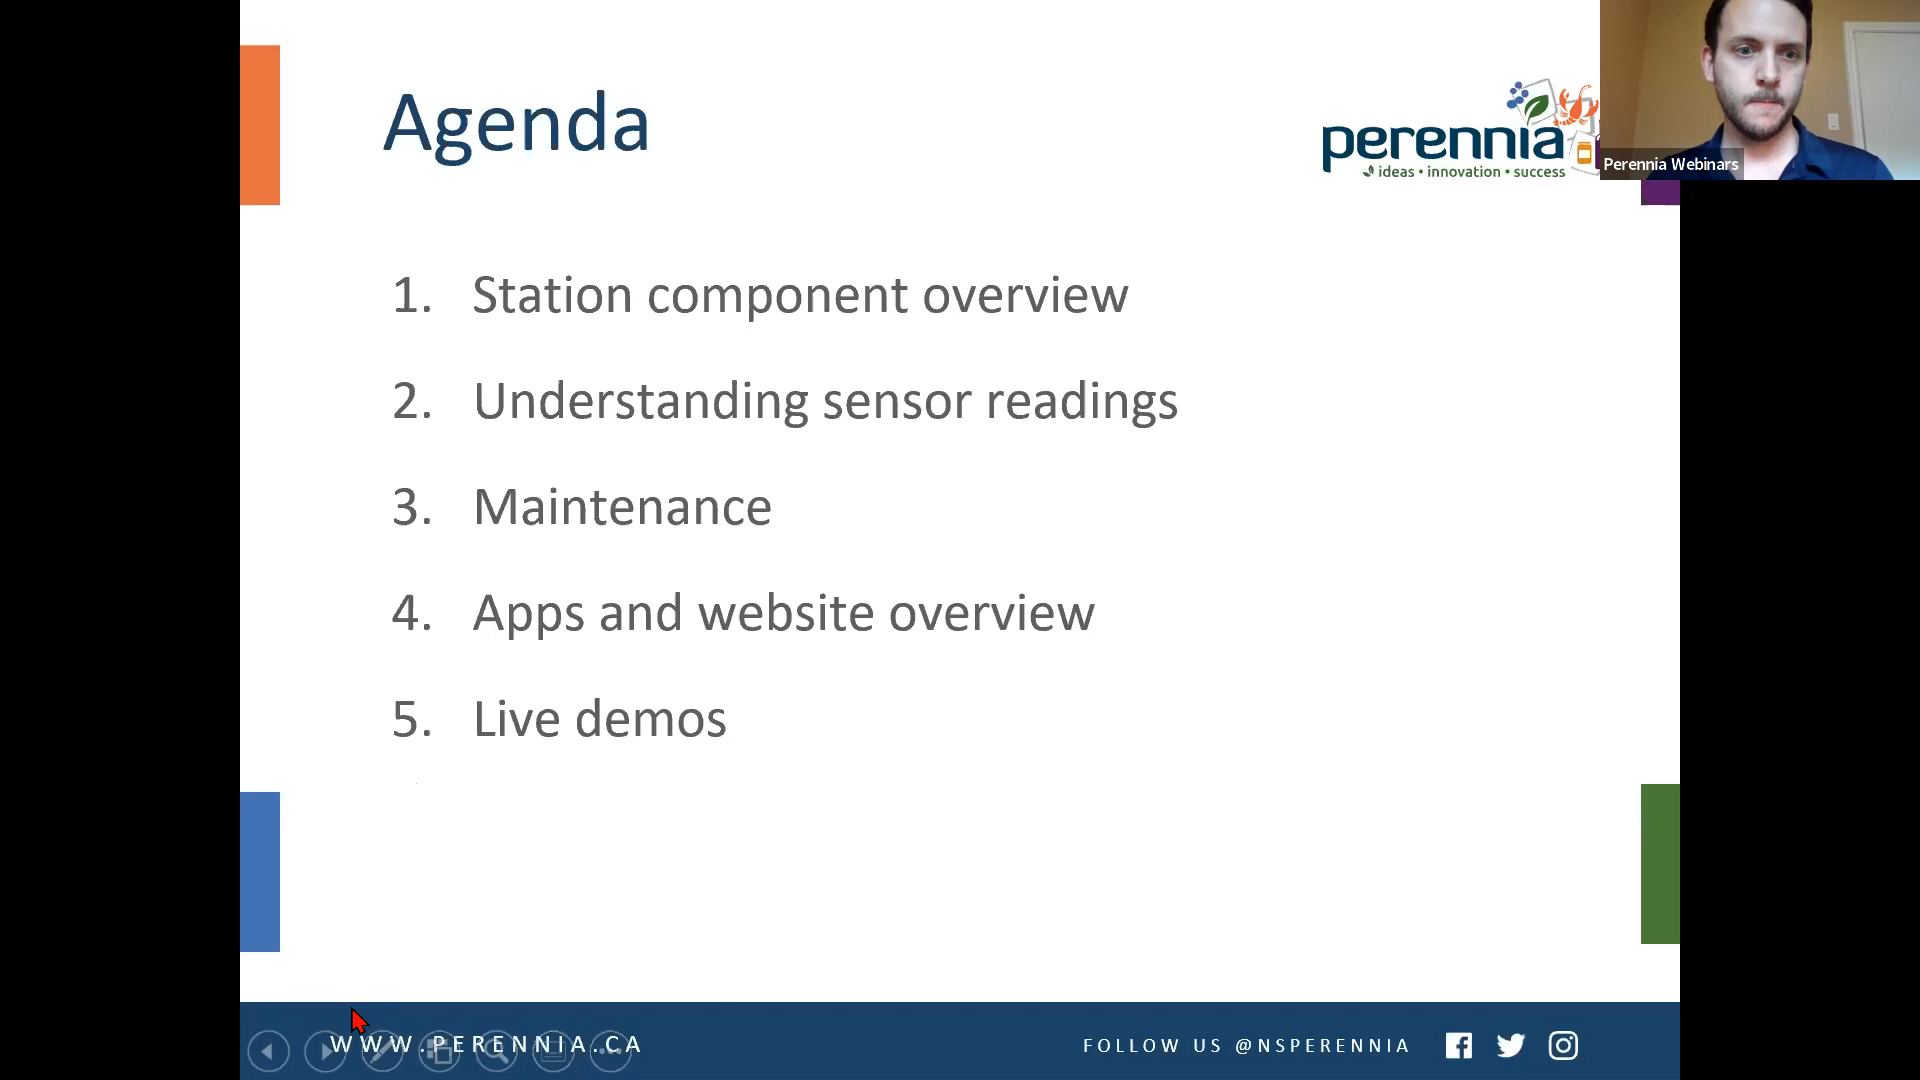 Agenda
perennia
ideas • innovation • success
Perennia Webinars
1. Station component overview
2. Understanding sensor readings
3. Maintenance
4. Apps and website overview
5. Live demos
WWW.PERENNIA.CA
FOLLOW US @NSPERENNIA